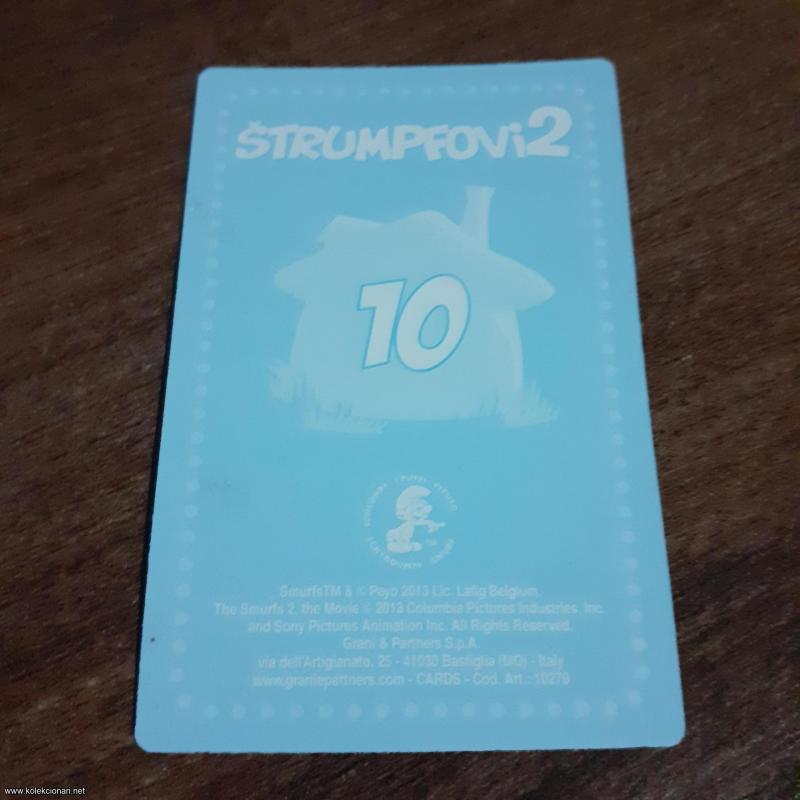 ŠTRUMPFOVi2
10
SmurfsTM & © Peyo 2013 Lic. Lafig Belgium.
The Smurfs 2, the Movie © 2013 Columbia Pictures Industries, Inc.
and Sony Pictures Animation Inc. All Rights Reserved.
Grani & Partners S.p.A.
via dell'Artigianato, 25 - 41030 Bastiglia (MO) - Italy
www.graniepartners.com - CARDS - Cod. Art.: 10279
www.kolekcionari.net